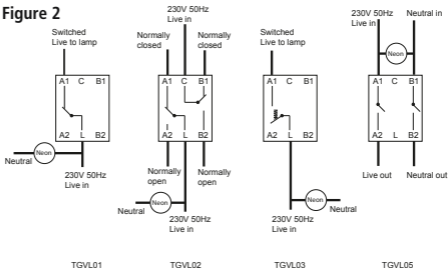 Figure 2
Switched
Live to lamp
A1 C B1
A2 L B2
Neon
Neutral
230V 50Hz
Live in
TGVL01
230V 50Hz
Live in
Normally
closed
Normally
closed
A1 C B1
A2 L B2
Normally
open
Normally
open
Neon
Neutral
230V 50Hz
Live in
TGVL02
Switched
Live to lamp
A1 C B1
A2 L B2
Neon
Neutral
230V 50Hz
Live in
TGVL03
230V 50Hz
Live in
Neutral in
Neon
A1 C B1
A2 L B2
Live out
Neutral out
TGVL05